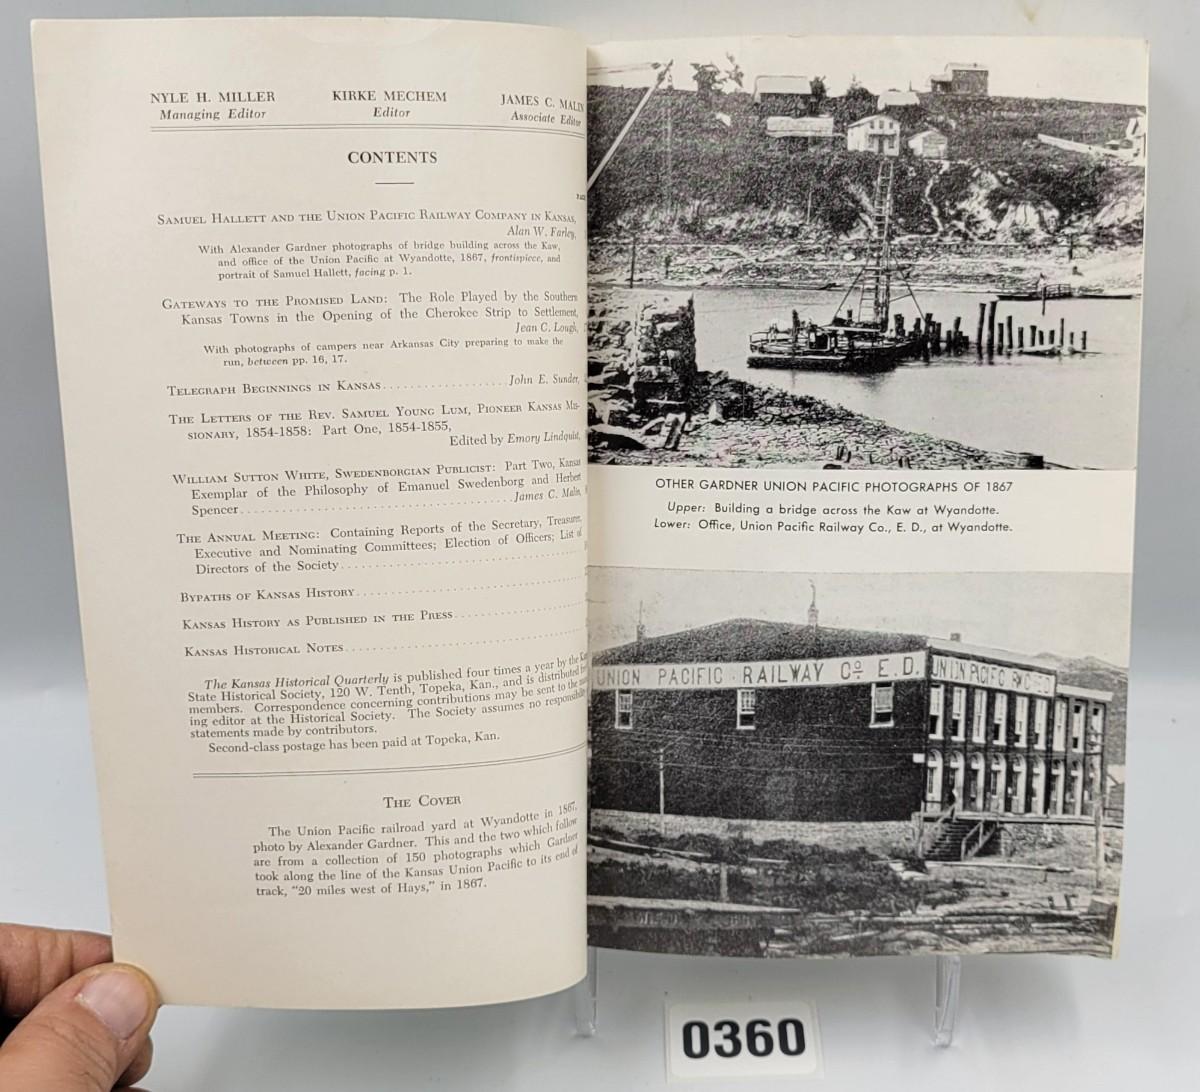 NYLE H. MILLER
Managing Editor
KIRKE MECHEM
Editor
JAMES C. MALIN
Associate Editor
CONTENTS
PAGE
SAMUEL HALLETT AND THE UNION PACIFIC RAILWAY COMPANY IN KANSAS,
Alan W. Farley,
With Alexander Gardner photographs of bridge building across the Kaw,
and office of the Union Pacific at Wyandotte, 1867, frontispiece, and
portrait of Samuel Hallett, facing p. 1.
GATEWAYS TO THE PROMISED LAND: The Role Played by the Southern
Kansas Towns in the Opening of the Cherokee Strip to Settlement,
Jean C. Lough,
With photographs of campers near Arkansas City preparing to make the
run, between pp. 16, 17.
TELEGRAPH BEGINNINGS IN KANSAS.................John E. Sunder,
THE LETTERS OF THE REV. SAMUEL YOUNG LUM, PIONEER KANSAS MIS-
SIONARY, 1854-1858: Part One, 1854-1855,
Edited by Emory Lindquist,
WILLIAM SUTTON WHITE, SWEDENBORGIAN PUBLICIST: Part Two, Kansas
Exemplar of the Philosophy of Emanuel Swedenborg and Herbert
Spencer.....................................James C. Malin,
THE ANNUAL MEETING: Containing Reports of the Secretary, Treasurer,
Executive and Nominating Committees; Election of Officers; List of
Directors of the Society.................................
BYPATHS OF KANSAS HISTORY...............................
KANSAS HISTORY AS PUBLISHED IN THE PRESS..................
KANSAS HISTORICAL NOTES.................................
The Kansas Historical Quarterly is published four times a year by the
State Historical Society, 120 W. Tenth, Topeka, Kan., and is distributed
members. Correspondence concerning contributions may be sent to the
ing editor at the Historical Society. The Society assumes no
statements made by contributors.
Second-class postage has been paid at Topeka, Kan.
THE COVER
The Union Pacific railroad yard at Wyandotte in 1867,
photo by Alexander Gardner. This and the two which follow
are from a collection of 150 photographs which Gardner
took along the line of the Kansas Union Pacific to its end of
track, "20 miles west of Hays," in 1867.
OTHER GARDNER UNION PACIFIC PHOTOGRAPHS OF 1867
Upper: Building a bridge across the Kaw at Wyandotte.
Lower: Office, Union Pacific Railway Co., E. D., at Wyandotte.
UNION PACIFIC RAILWAY Co E. D.
UNION PACIFIC
0360